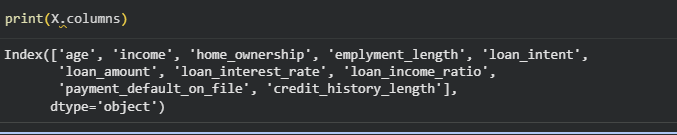 print(X.columns)
Index(['age', 'income', 'home_ownership', 'emplyment_length', 'loan_intent',
'loan_amount', 'loan_interest_rate', 'loan_income_ratio',
'payment_default_on_file', 'credit_history_length'],
dtype='object')